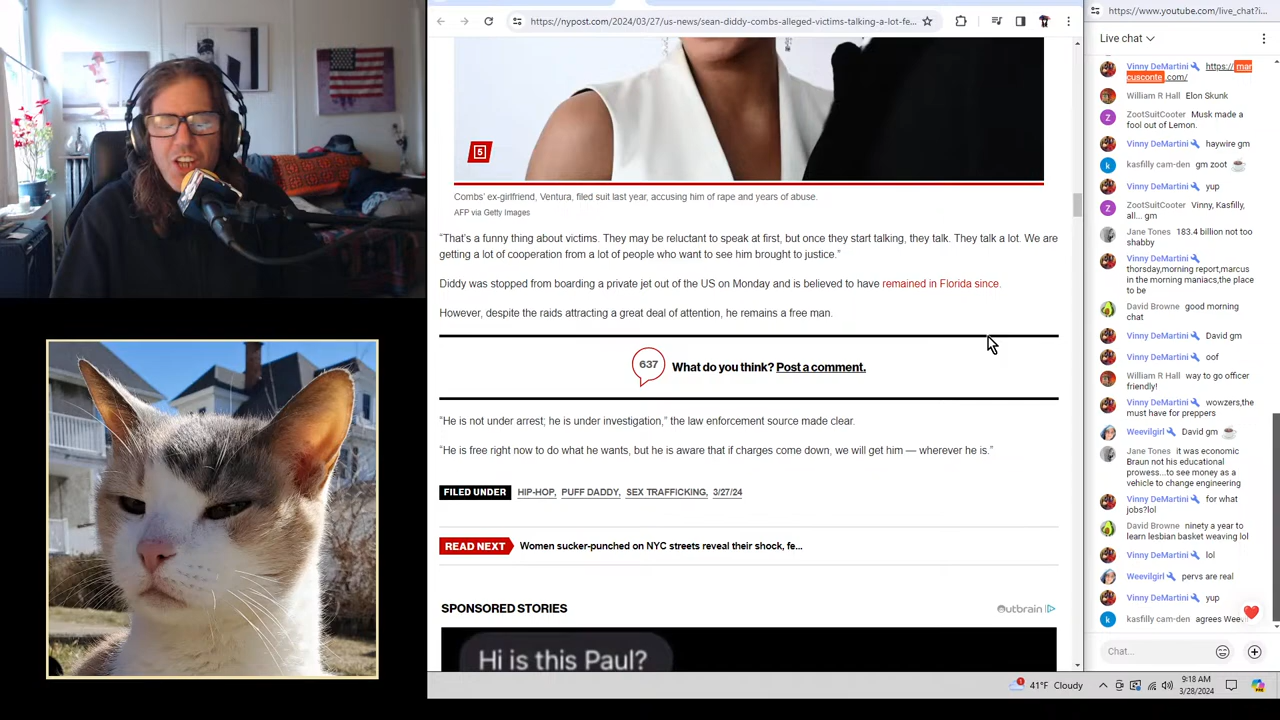 https://nypost.com/2024/03/27/us-news/sean-diddy-combs-alleged-victims-talking-a-lot-fe...
5
Combs' ex-girlfriend, Ventura, filed suit last year, accusing him of rape and years of abuse.
AFP via Getty Images
“That's a funny thing about victims. They may be reluctant to speak at first, but once they start talking, they talk. They talk a lot. We are
getting a lot of cooperation from a lot of people who want to see him brought to justice.”
Diddy was stopped from boarding a private jet out of the US on Monday and is believed to have remained in Florida since.
However, despite the raids attracting a great deal of attention, he remains a free man.
637
What do you think? Post a comment.
“He is not under arrest; he is under investigation,” the law enforcement source made clear.
“He is free right now to do what he wants, but he is aware that if charges come down, we will get him — wherever he is.”
FILED UNDER HIP-HOP, PUFF DADDY, SEX TRAFFICKING, 3/27/24
READ NEXT Women sucker-punched on NYC streets reveal their shock, fe...
SPONSORED STORIES
Outbrain
Hi is this Paul?
https://www.youtube.com/live_chat?i...
Live chat
Vinny DeMartini https://mar
cusconte.com/
William R Hall Elon Skunk
Z
ZootSuitCooter Musk made a
fool out of Lemon.
Vinny DeMartini haywire gm
k
kasfilly cam-den gm zoot
Vinny DeMartini yup
Z
ZootSuitCooter Vinny, Kasfilly,
all... gm
Jane Tones 183.4 billion not too
shabby
Vinny DeMartini
thorsday,morning report,marcus
in the morning maniacs,the place
to be
David Browne good morning
chat
Vinny DeMartini David gm
Vinny DeMartini oof
William R Hall way to go officer
friendly!
Vinny DeMartini wowzers,the
must have for preppers
Weevilgirl David gm
Jane Tones it was economic
Braun not his educational
prowess...to see money as a
vehicle to change engineering
Vinny DeMartini for what
jobs?lol
David Browne ninety a year to
learn lesbian basket weaving lol
Vinny DeMartini lol
Weevilgirl pervs are real
Vinny DeMartini yup
k
kasfilly cam-den agrees
Chat...
41°F Cloudy
9:18 AM
3/28/2024